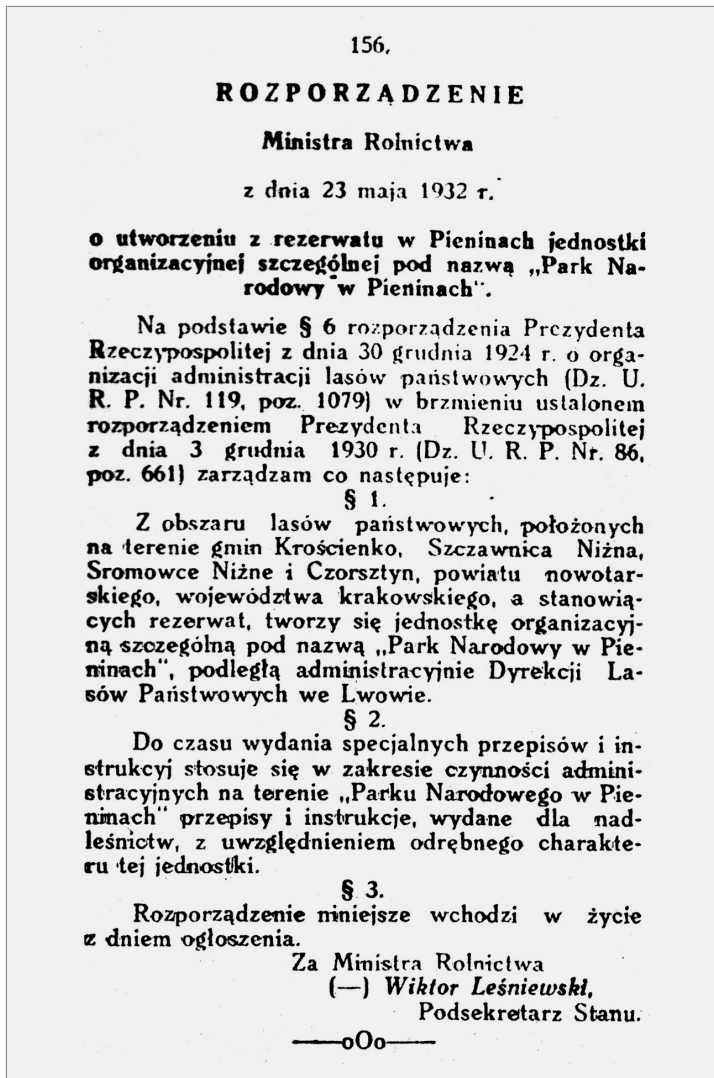 156.
ROZPORZĄDZENIE
Ministra Rolnictwa
z dnia 23 maja 1932 r.
o utworzeniu z rezerwatu w Pieninach jednostki
organizacyjnej szczególnej pod nazwą „Park Na-
rodowy w Pieninach".
Na podstawie § 6 rozporządzenia Prezydenta
Rzeczypospolitej z dnia 30 grudnia 1924 r. o orga-
nizacji administracji lasów państwowych (Dz. U.
R. P. Nr. 119, poz. 1079) w brzmieniu ustalonem
rozporządzeniem Prezydenta Rzeczypospolitej
z dnia 3 grudnia 1930 r. (Dz. U. R. P. Nr. 86,
poz. 661) zarządzam co następuje:
§ 1.
Z obszaru lasów państwowych, położonych
na terenie gmin Krościenko, Szczawnica Niżna,
Sromowce Niżne i Czorsztyn, powiatu nowotar-
skiego, województwa krakowskiego, a stanowią-
cych rezerwat, tworzy się jednostkę organizacyj-
ną szczególną pod nazwą „Park Narodowy w Pie-
ninach", podległą administracyjnie Dyrekcji La-
sów Państwowych we Lwowie.
§ 2.
Do czasu wydania specjalnych przepisów i in-
strukcyj stosuje się w zakresie czynności admini-
stracyjnych na terenie „Parku Narodowego w Pie-
ninach" przepisy i instrukcje, wydane dla nad-
leśnictw, z uwzględnieniem odrębnego charakte-
ru tej jednostki.
§ 3.
Rozporządzenie niniejsze wchodzi w życie
z dniem ogłoszenia.
Za Ministra Rolnictwa
(—) Wiktor Leśniewski,
Podsekretarz Stanu.
——oOo——